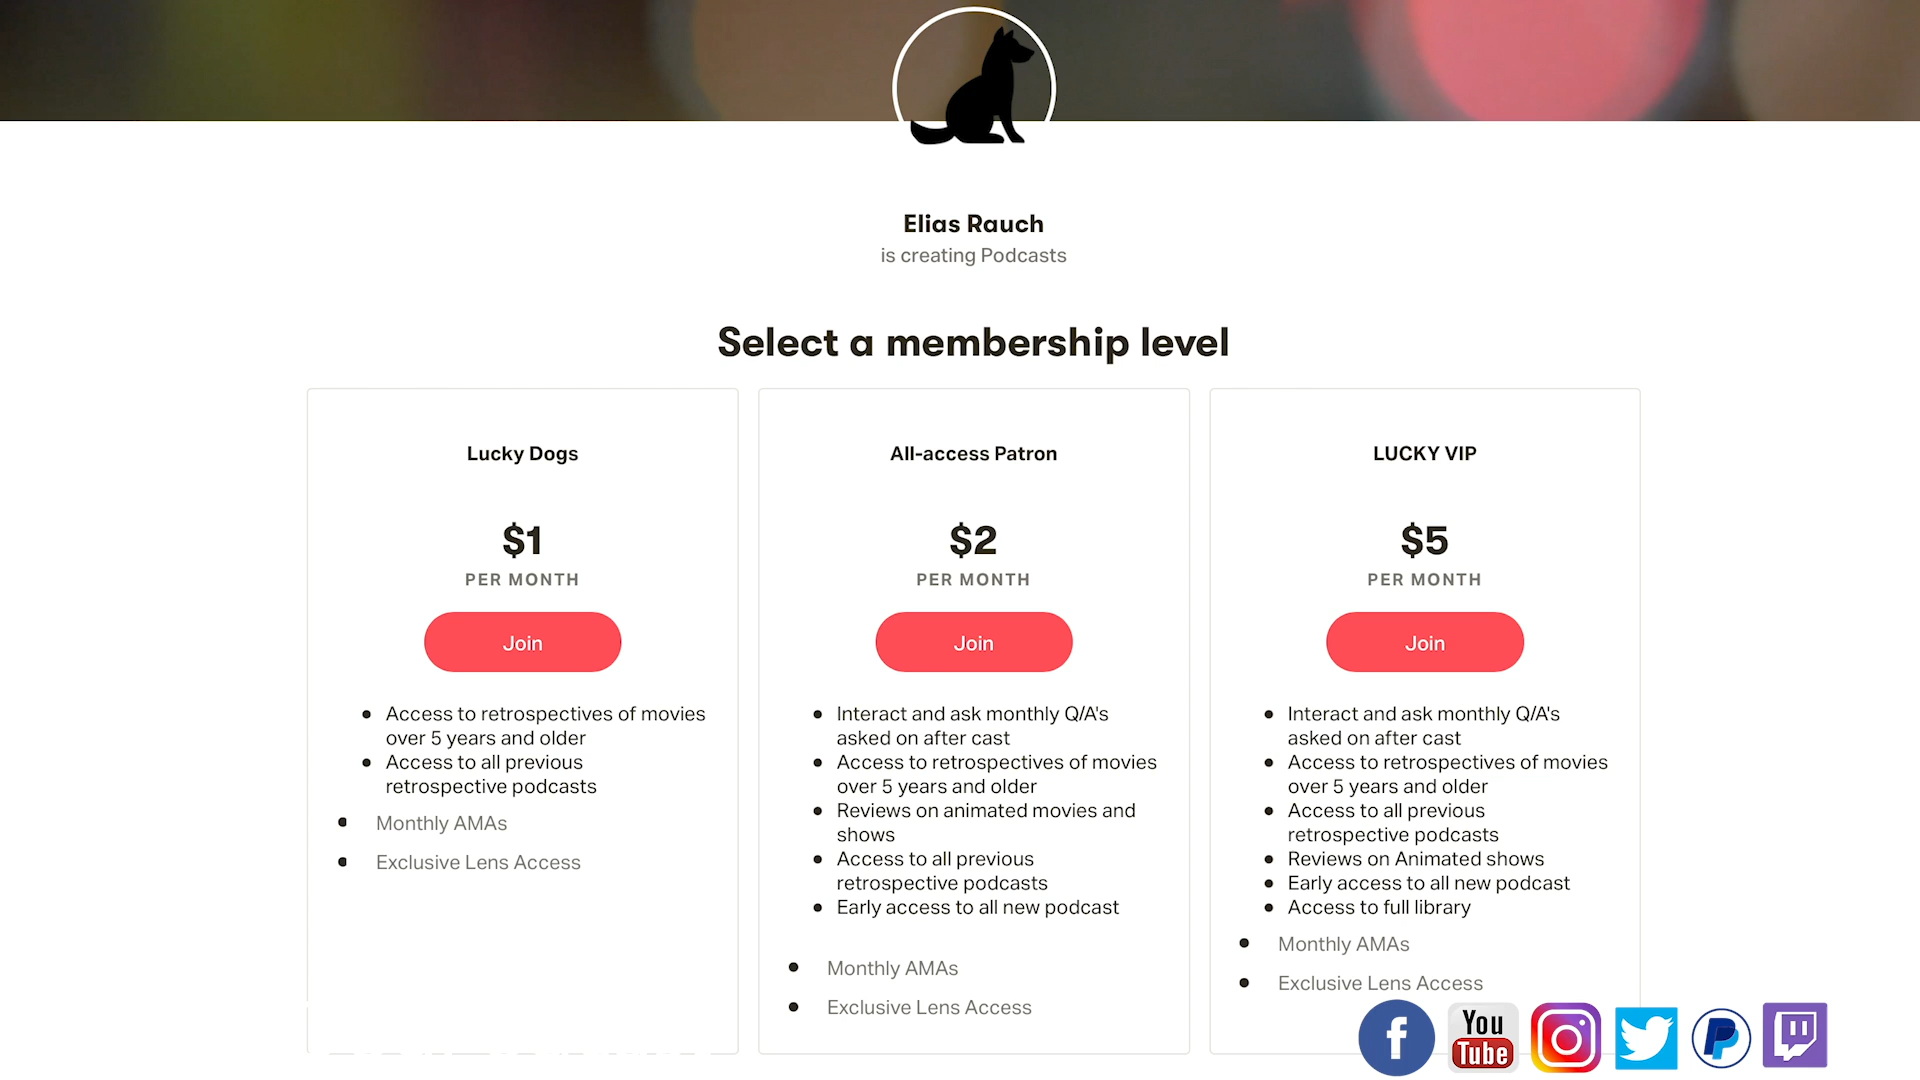 Elias Rauch
is creating Podcasts
Select a membership level
Lucky Dogs
$1
PER MONTH
Join
• Access to retrospectives of movies
over 5 years and older
• Access to all previous
retrospective podcasts
• Monthly AMAs
• Exclusive Lens Access
All-access Patron
$2
PER MONTH
Join
• Interact and ask monthly Q/A's
asked on after cast
• Access to retrospectives of movies
over 5 years and older
• Reviews on animated movies and
shows
• Access to all previous
retrospective podcasts
• Early access to all new podcast
• Monthly AMAs
• Exclusive Lens Access
LUCKY VIP
$5
PER MONTH
Join
• Interact and ask monthly Q/A's
asked on after cast
• Access to retrospectives of movies
over 5 years and older
• Access to all previous
retrospective podcasts
• Reviews on Animated shows
• Early access to all new podcast
• Access to full library
• Monthly AMAs
• Exclusive Lens Access
f
You
Tube
P